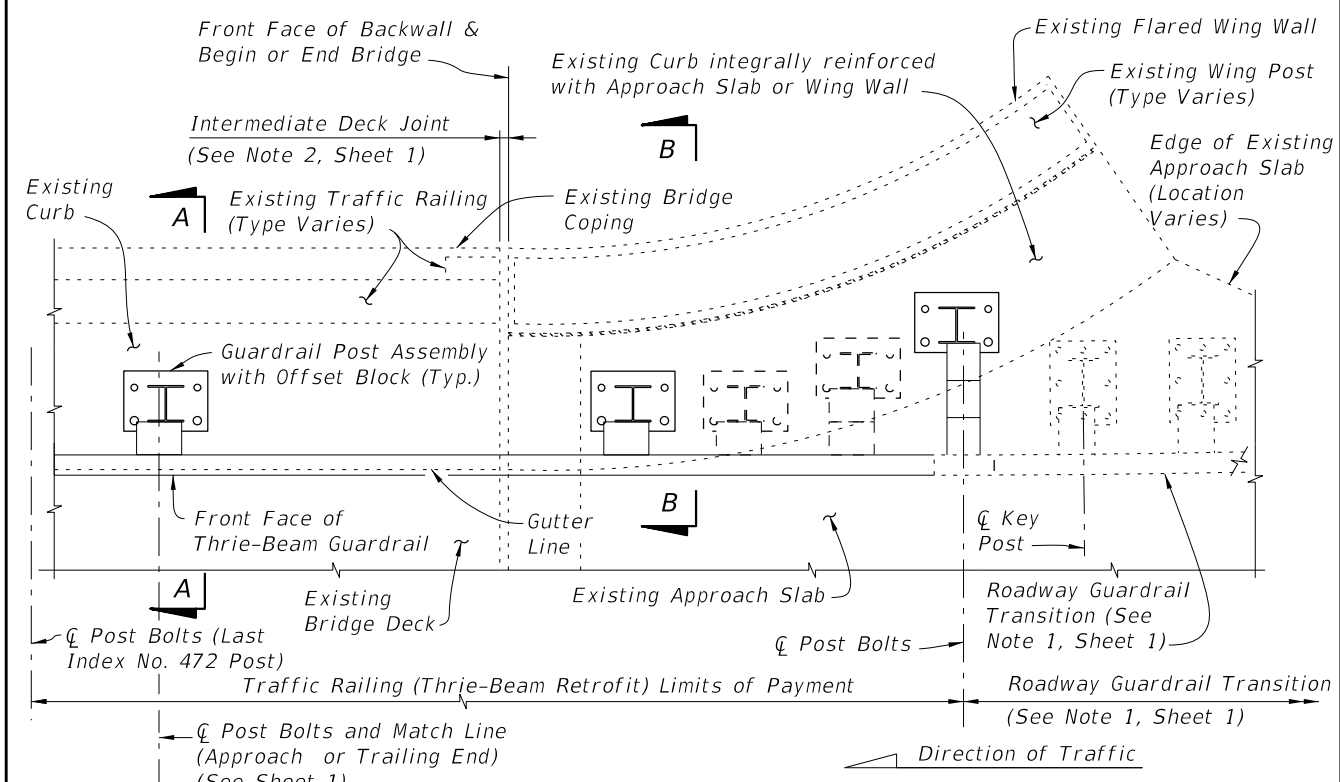 Front Face of Backwall &
Begin or End Bridge
Existing Flared Wing Wall
Existing Curb integrally reinforced
with Approach Slab or Wing Wall
Existing Wing Post
(Type Varies)
Intermediate Deck Joint
(See Note 2, Sheet 1)
B
Edge of Existing
Approach Slab
(Location
Varies)
Existing
Curb
A
Existing Traffic Railing
(Type Varies)
Existing Bridge
Coping
Guardrail Post Assembly
with Offset Block (Typ.)
Front Face of
Thrie-Beam Guardrail
Gutter
Line
B
℄ Key
Post
A
Existing
Bridge Deck
Existing Approach Slab
Roadway Guardrail
Transition (See
Note 1, Sheet 1)
℄ Post Bolts (Last
Index No. 472 Post)
℄ Post Bolts
Traffic Railing (Thrie-Beam Retrofit) Limits of Payment
Roadway Guardrail Transition
(See Note 1, Sheet 1)
℄ Post Bolts and Match Line
(Approach or Trailing End)
(See Sheet 1)
Direction of Traffic